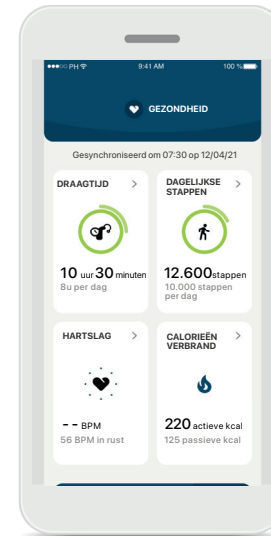 ●●●○○ PH 9:41 AM 100 %
GEZONDHEID
Gesynchroniseerd om 07:30 op 12/04/21
DRAAGTIJD >
10 uur 30 minuten
8u per dag
DAGELIJKSE >
STAPPEN
12.600 stappen
10.000 stappen
per dag
HARTSLAG >
-- BPM
56 BPM in rust
CALORIEËN >
VERBRAND
220 actieve kcal
125 passieve kcal